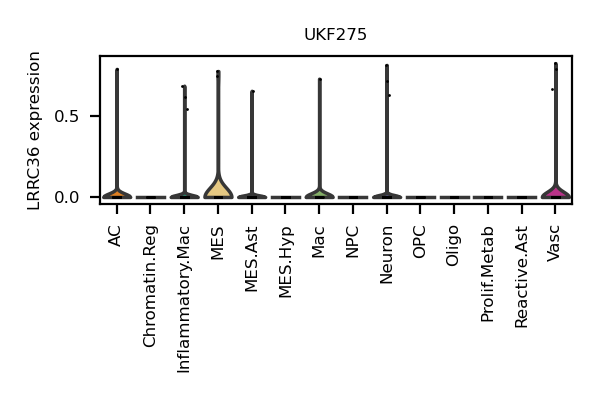 UKF275
LRRC36 expression
0.5
0.0
AC
Chromatin.Reg
Inflammatory.Mac
MES
MES.Ast
MES.Hyp
Mac
NPC
Neuron
OPC
Oligo
Prolif.Metab
Reactive.Ast
Vasc